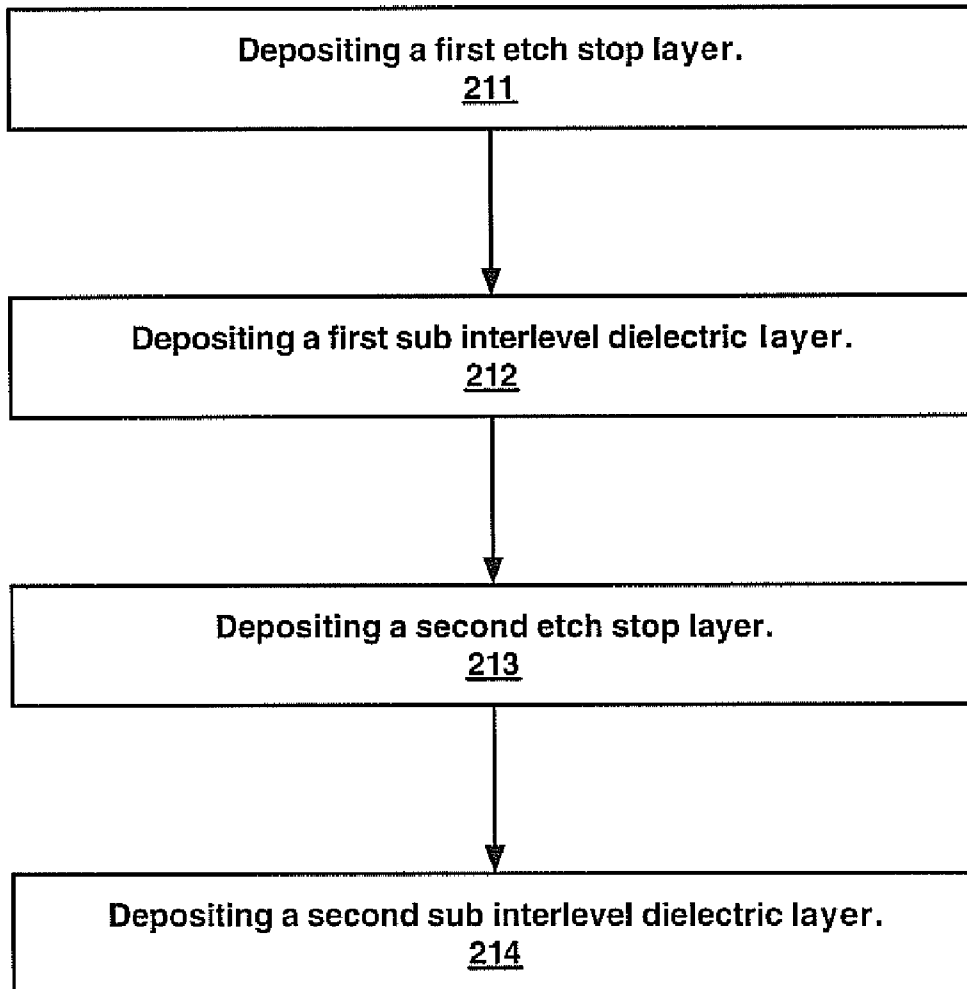 Depositing a first etch stop layer.
211
Depositing a first sub interlevel dielectric layer.
212
Depositing a second etch stop layer.
213
Depositing a second sub interlevel dielectric layer.
214